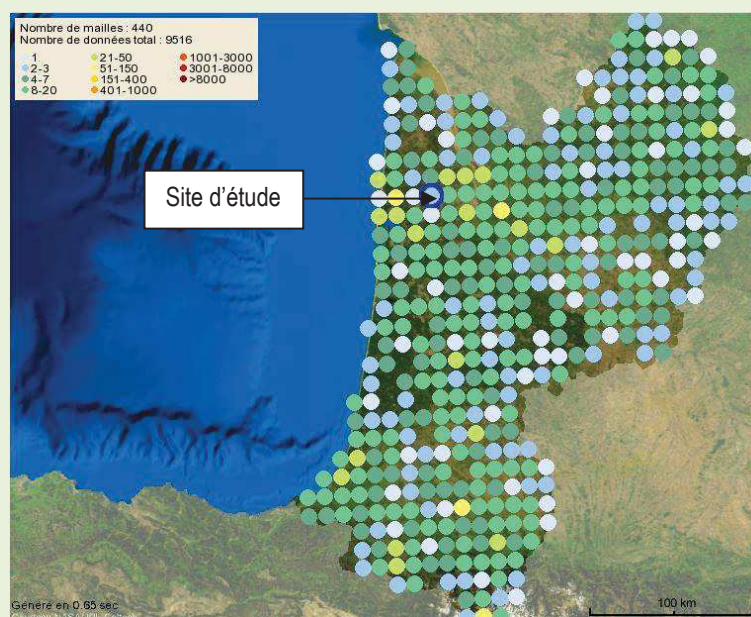 Nombre de mailles : 440
Nombre de données total : 9516
1 21-50 1001-3000
2-3 51-150 3001-8000
4-7 151-400 >8000
8-20 401-1000
Site d'étude
Généré en 0.65 sec
100 km